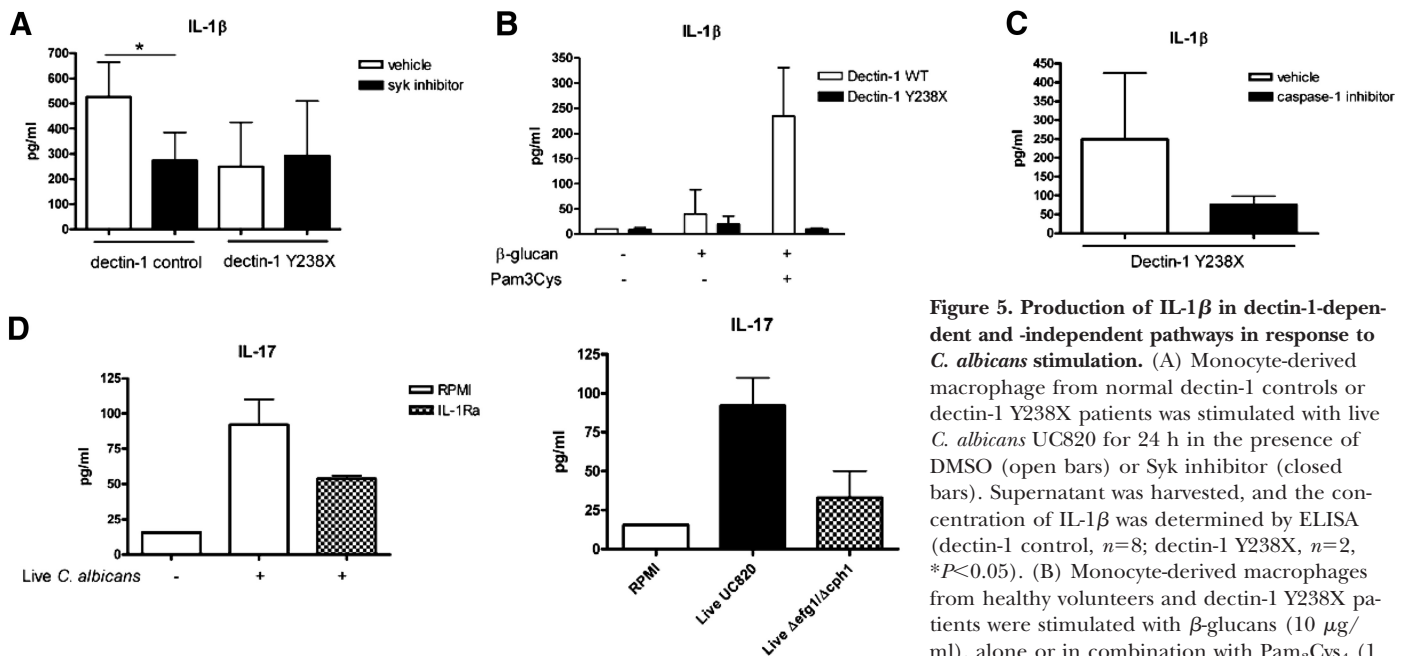 A
IL-1β
pg/ml
700
600
500
400
300
200
100
0
*
vehicle
syk inhibitor
dectin-1 control
dectin-1 Y238X
B
IL-1β
pg/ml
350
300
250
200
150
100
50
0
Dectin-1 WT
Dectin-1 Y238X
β-glucan - + +
Pam3Cys - - +
C
IL-1β
pg/ml
450
400
350
300
250
200
150
100
50
0
vehicle
caspase-1 inhibitor
Dectin-1 Y238X
D
IL-17
pg/ml
125
100
75
50
25
0
RPMI
IL-1Ra
Live C. albicans - + +
IL-17
pg/ml
125
100
75
50
25
0
RPMI
Live UC820
Live Δefg1/Δcph1
Figure 5. Production of IL-1β in dectin-1-depen-
dent and -independent pathways in response to
C. albicans stimulation. (A) Monocyte-derived
macrophage from normal dectin-1 controls or
dectin-1 Y238X patients was stimulated with live
C. albicans UC820 for 24 h in the presence of
DMSO (open bars) or Syk inhibitor (closed
bars). Supernatant was harvested, and the con-
centration of IL-1β was determined by ELISA
(dectin-1 control, n=8; dectin-1 Y238X, n=2,
*P<0.05). (B) Monocyte-derived macrophages
from healthy volunteers and dectin-1 Y238X pa-
tients were stimulated with β-glucans (10 μg/
ml), alone or in combination with Pam₃Cys₄ (1